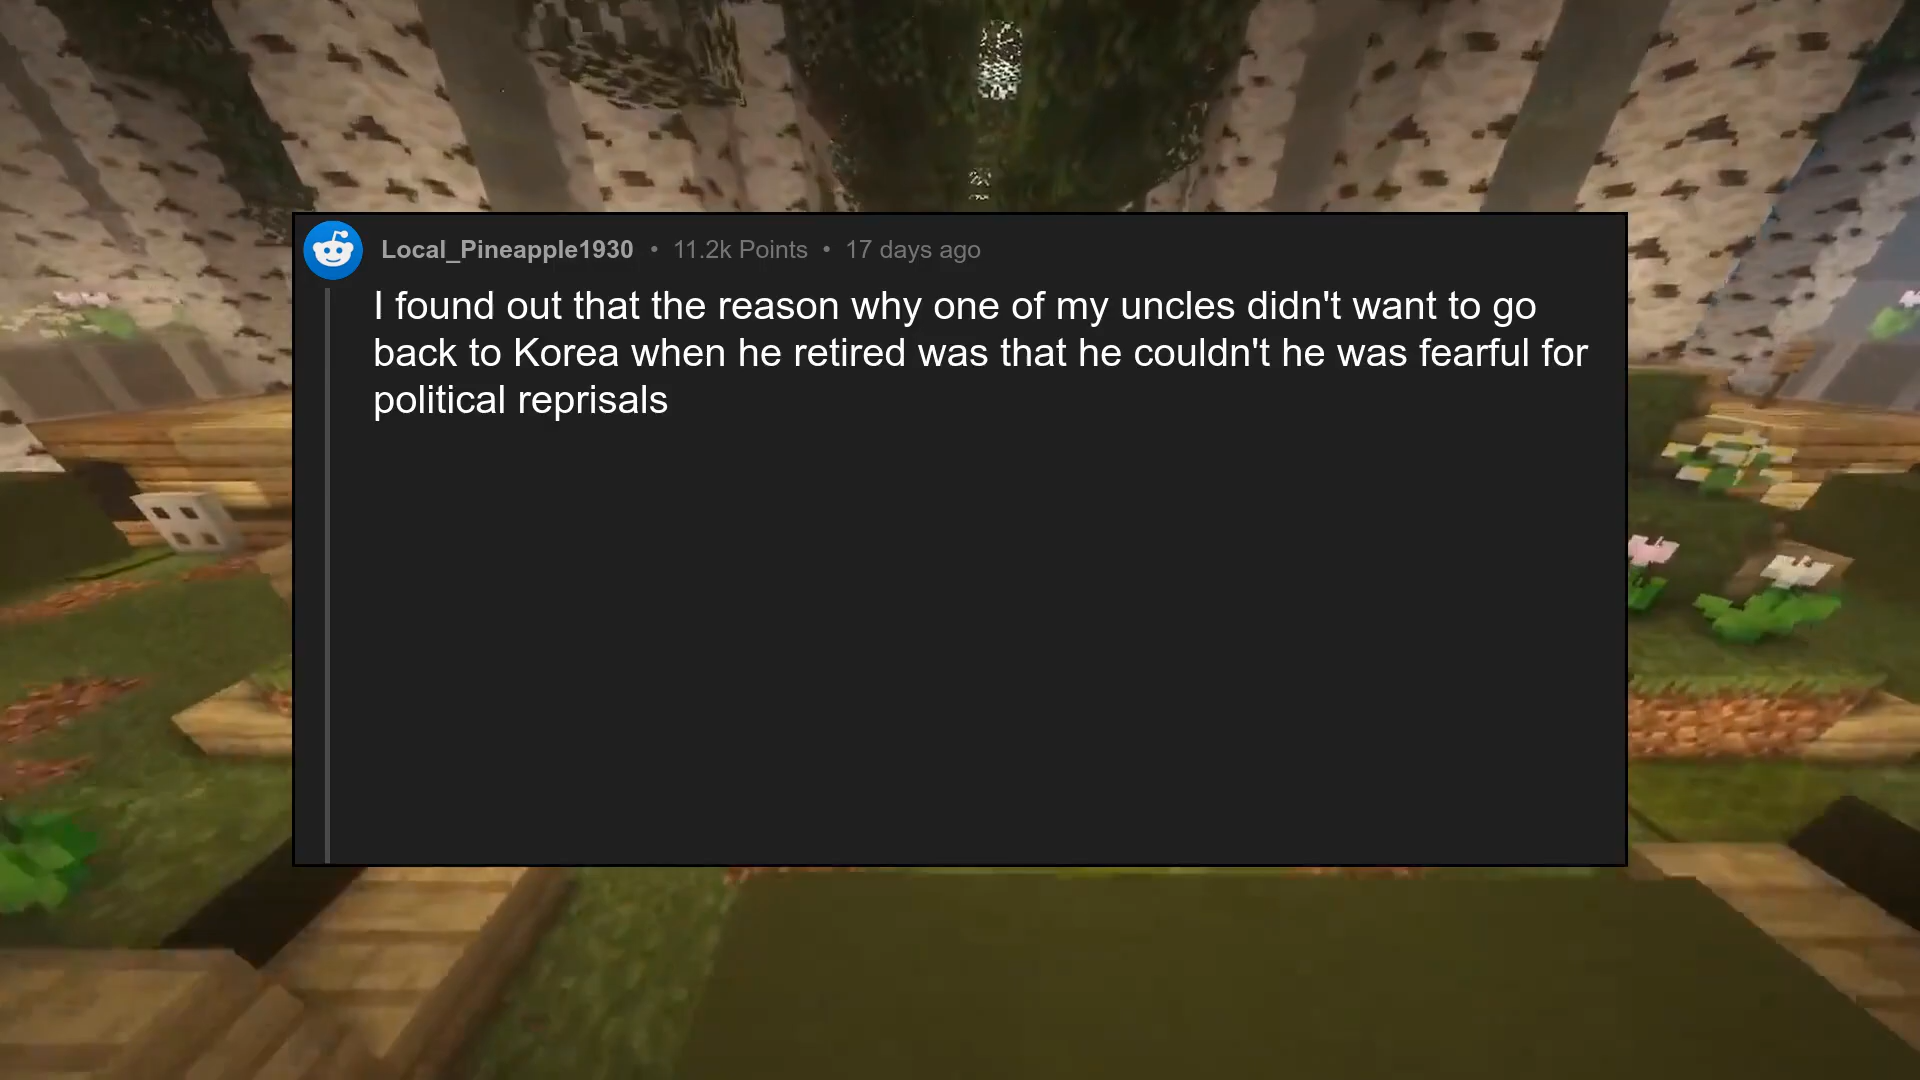 Local_Pineapple1930 • 11.2k Points • 17 days ago
I found out that the reason why one of my uncles didn't want to go
back to Korea when he retired was that he couldn't he was fearful for
political reprisals